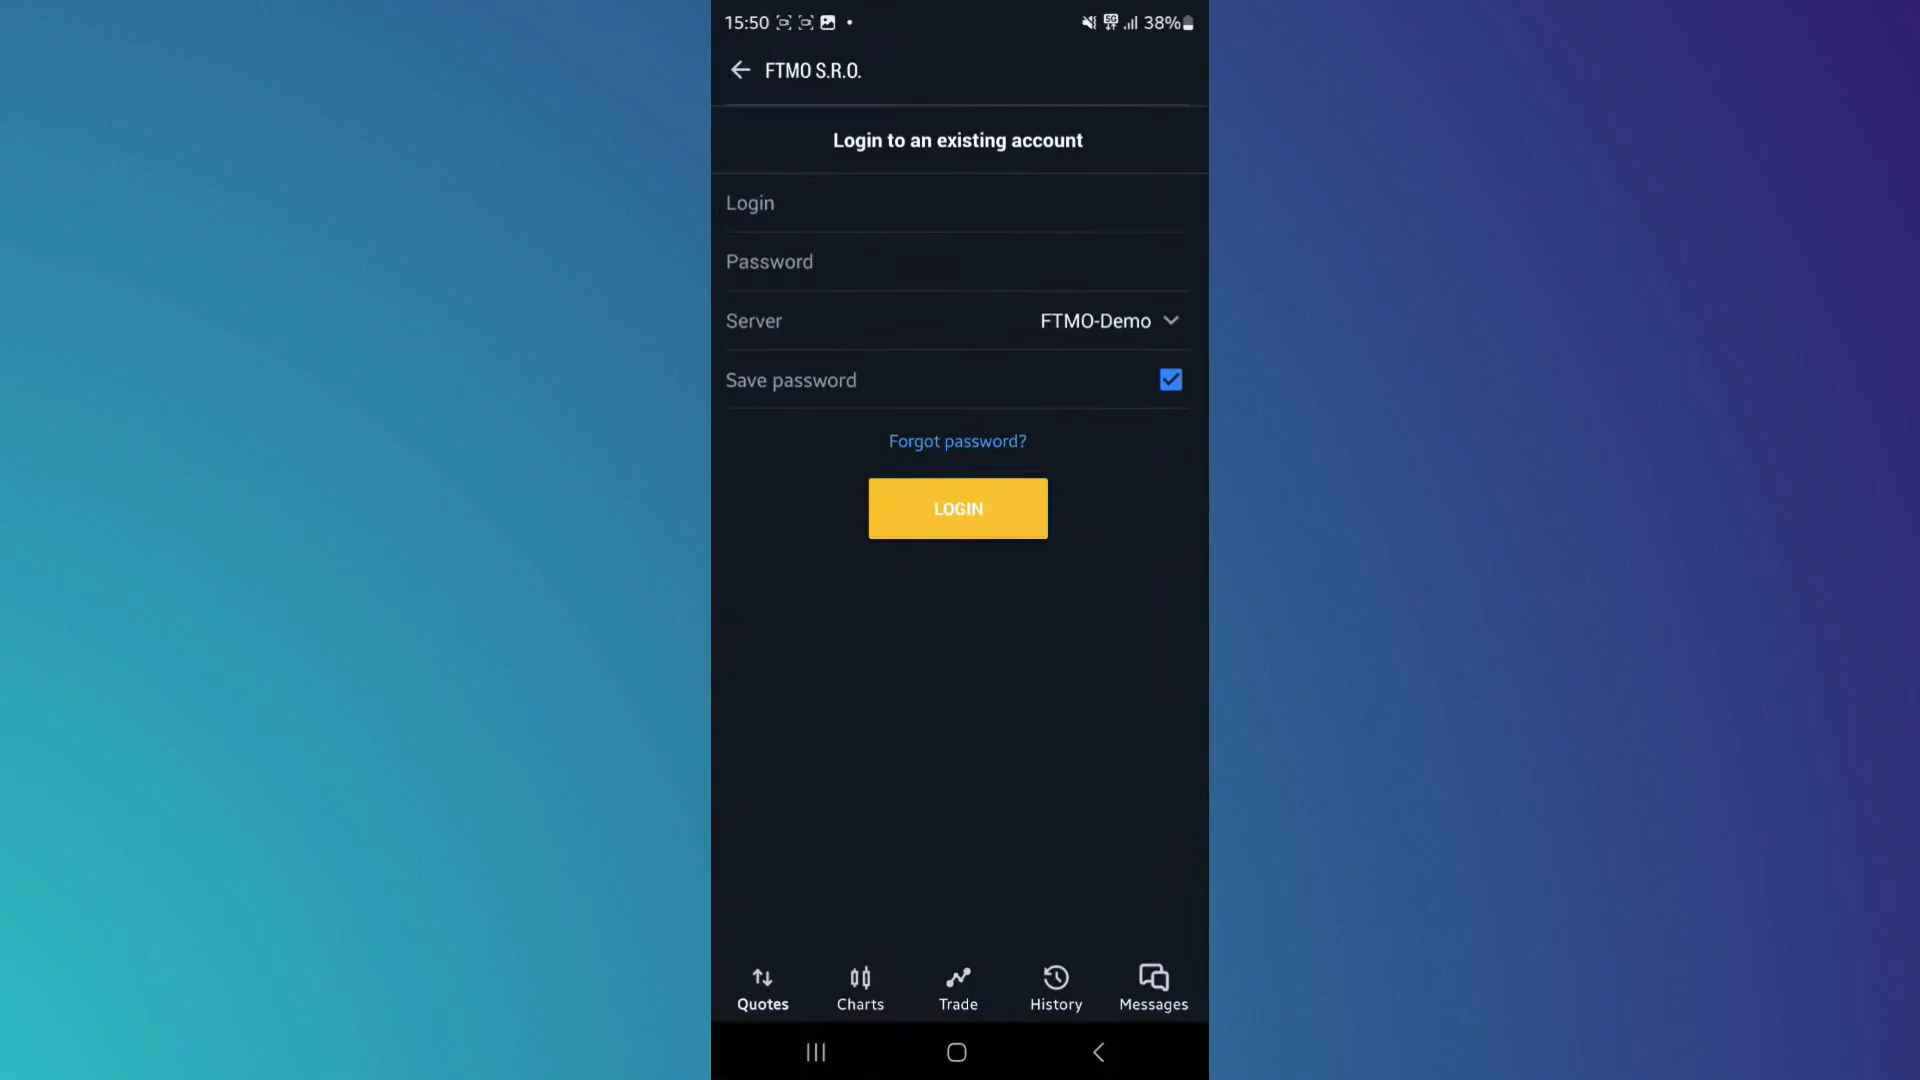 15:50
38%
FTMO S.R.O.
Login to an existing account
Login
Password
Server FTMO-Demo
Save password
Forgot password?
LOGIN
Quotes Charts Trade History Messages